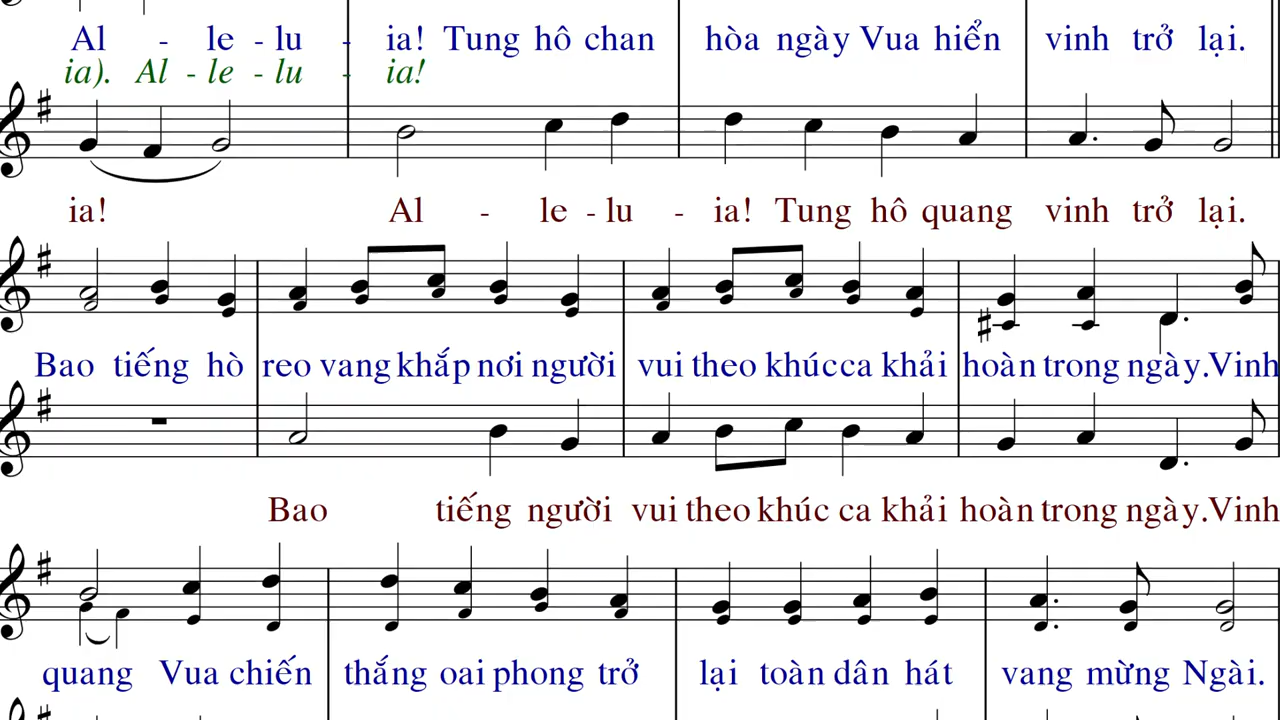 Al - le - lu - ia! Tung hô chan hòa ngày Vua hiển vinh trở lại.
ia). Al - le - lu - ia!
ia! Al - le - lu - ia! Tung hô quang vinh trở lại.
Bao tiếng hò reo vang khắp nơi người vui theo khúc ca khải hoàn trong ngày. Vinh
Bao tiếng người vui theo khúc ca khải hoàn trong ngày. Vinh
quang Vua chiến thắng oai phong trở lại toàn dân hát vang mừng Ngài.